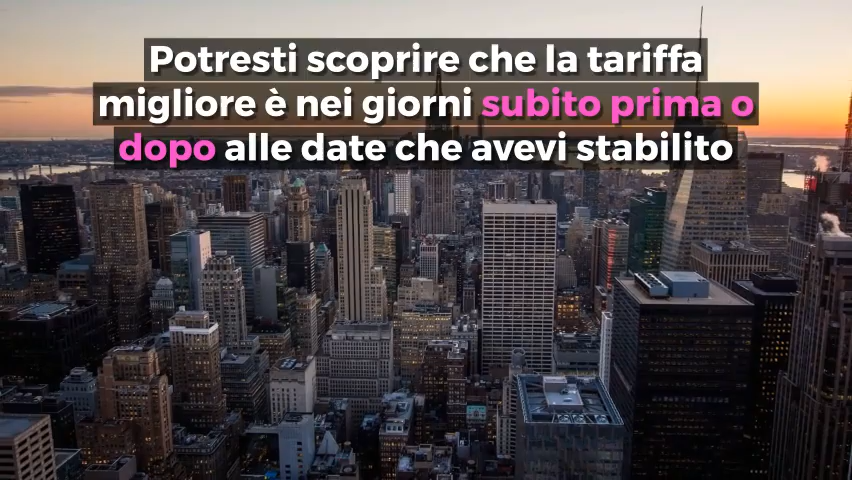 Potresti scoprire che la tariffa
migliore è nei giorni subito prima o
dopo alle date che avevi stabilito